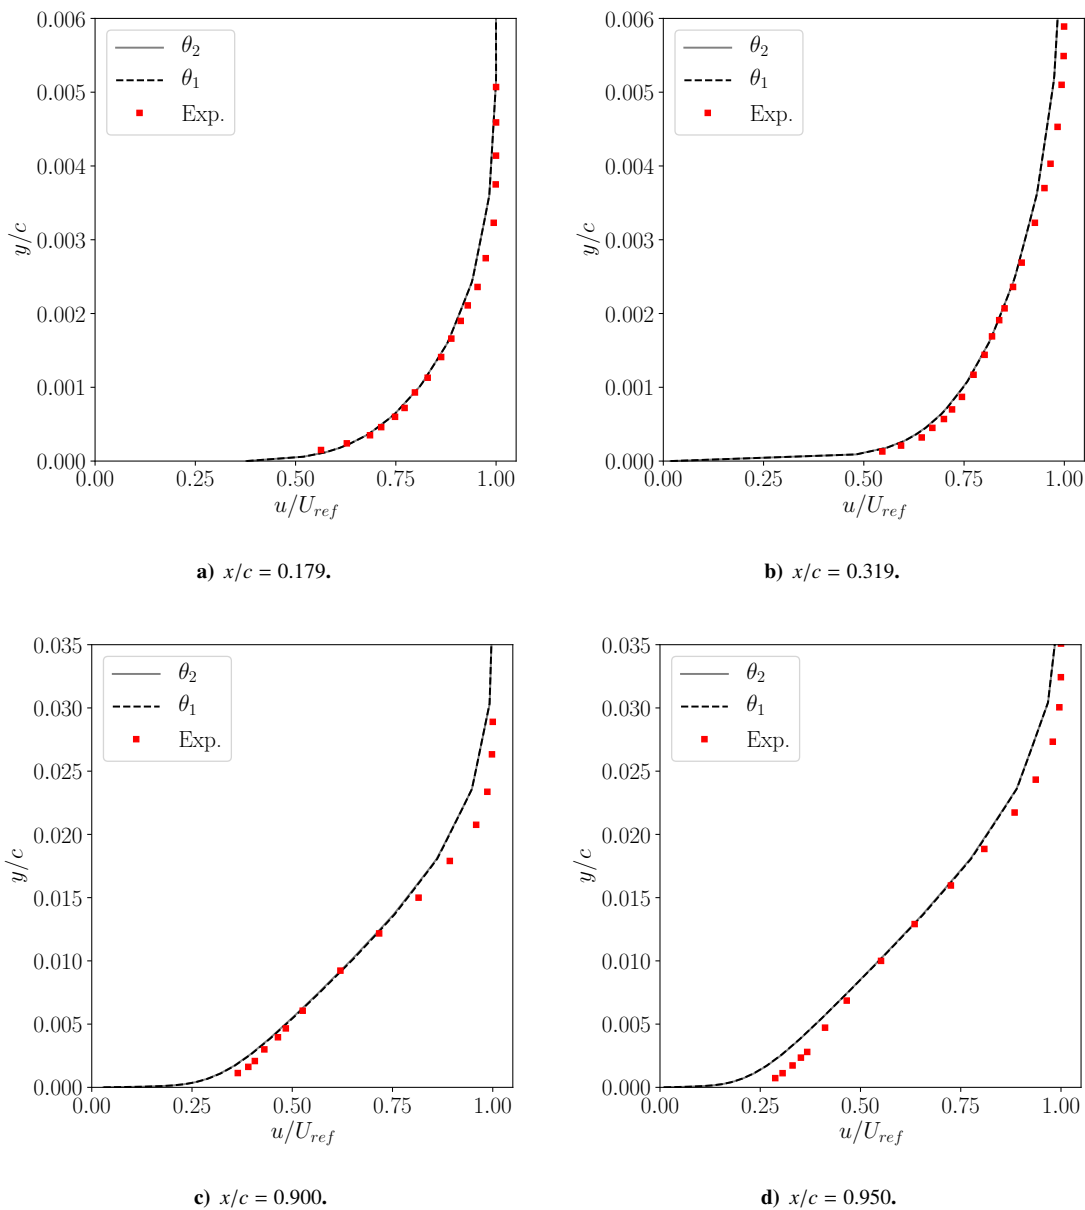 0.006
0.005
0.004
0.003
0.002
0.001
0.000
y/c
θ₂
θ₁
Exp.
0.00 0.25 0.50 0.75 1.00
u/U_ref
a) x/c = 0.179.
0.006
0.005
0.004
0.003
0.002
0.001
0.000
y/c
θ₂
θ₁
Exp.
0.00 0.25 0.50 0.75 1.00
u/U_ref
b) x/c = 0.319.
0.035
0.030
0.025
0.020
0.015
0.010
0.005
0.000
y/c
θ₂
θ₁
Exp.
0.00 0.25 0.50 0.75 1.00
u/U_ref
c) x/c = 0.900.
0.035
0.030
0.025
0.020
0.015
0.010
0.005
0.000
y/c
θ₂
θ₁
Exp.
0.00 0.25 0.50 0.75 1.00
u/U_ref
d) x/c = 0.950.